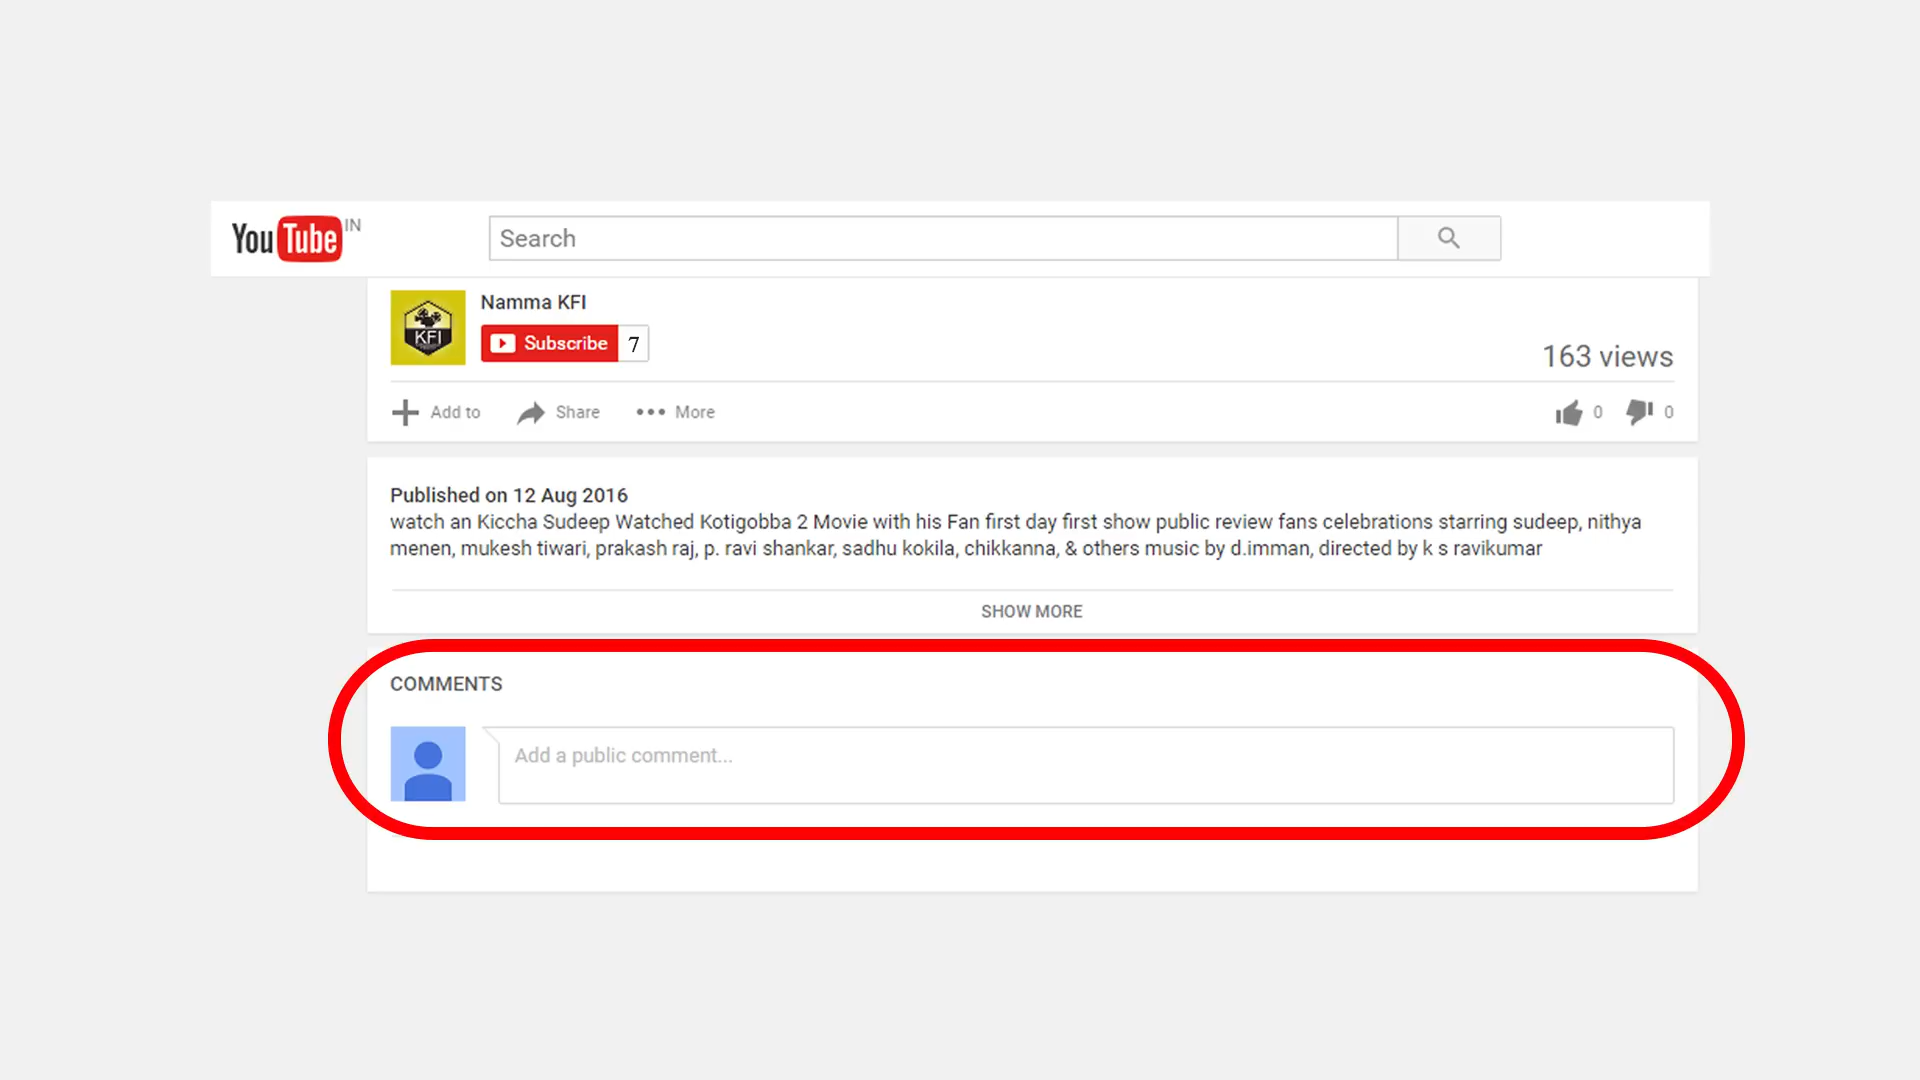 YouTube IN
Search
KFI
Namma KFI
Subscribe 7
163 views
Add to Share More 0 0
Published on 12 Aug 2016
watch an Kiccha Sudeep Watched Kotigobba 2 Movie with his Fan first day first show public review fans celebrations starring sudeep, nithya
menen, mukesh tiwari, prakash raj, p. ravi shankar, sadhu kokila, chikkanna, & others music by d.imman, directed by k s ravikumar
SHOW MORE
COMMENTS
Add a public comment...